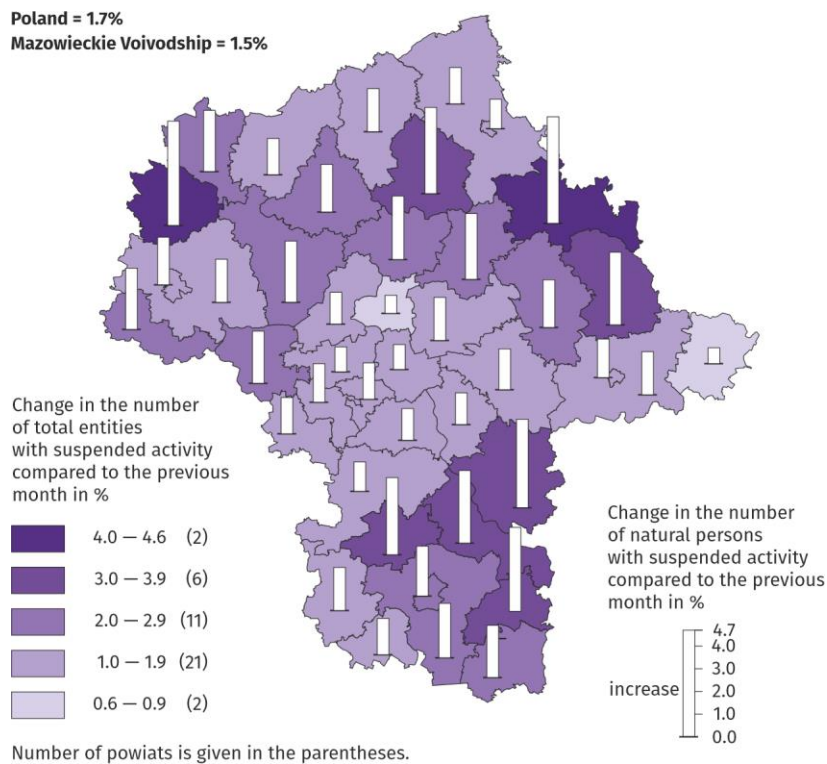 Poland = 1.7%
Mazowieckie Voivodship = 1.5%
Change in the number
of total entities
with suspended activity
compared to the previous
month in %
4.0 — 4.6 (2)
3.0 — 3.9 (6)
2.0 — 2.9 (11)
1.0 — 1.9 (21)
0.6 — 0.9 (2)
Change in the number
of natural persons
with suspended activity
compared to the previous
month in %
4.7
4.0
3.0
increase 2.0
1.0
0.0
Number of powiats is given in the parentheses.